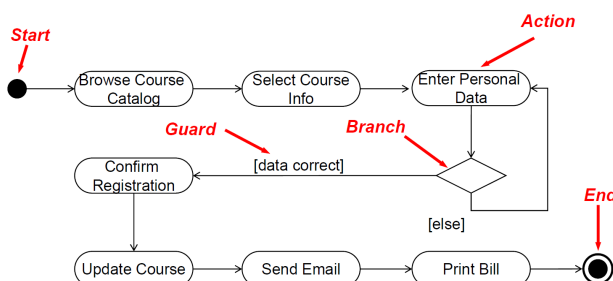 Start
Action
Browse Course
Catalog
Select Course
Info
Enter Personal
Data
Guard
Branch
[data correct]
Confirm
Registration
[else]
End
Update Course
Send Email
Print Bill